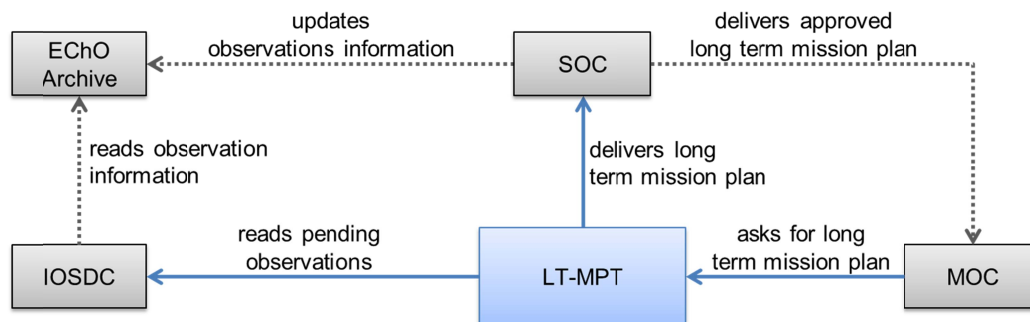 updates
observations information
delivers approved
long term mission plan
EChO
Archive
SOC
reads observation
information
delivers long
term mission plan
reads pending
observations
asks for long
term mission plan
IOSDC
LT-MPT
MOC